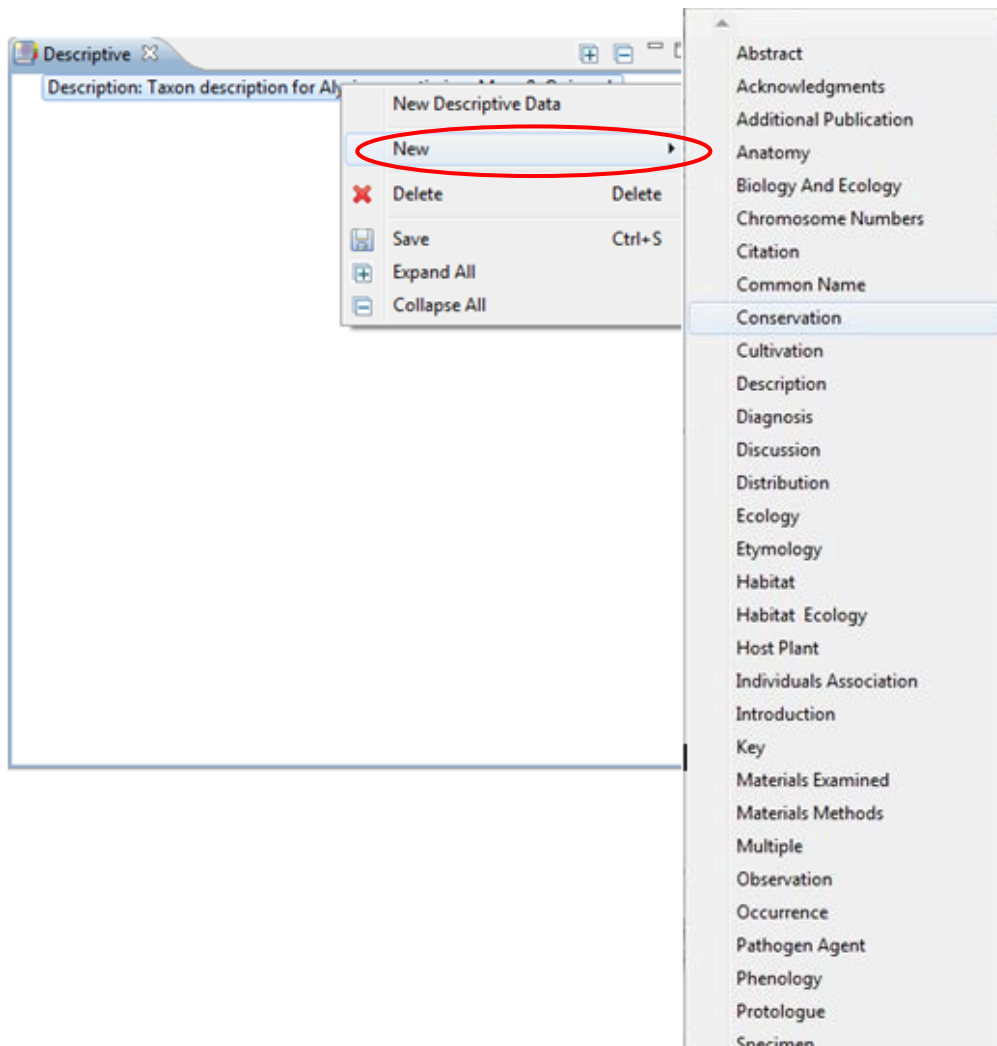 Descriptive
Description: Taxon description for
New Descriptive Data
New
Delete Delete
Save Ctrl+S
Expand All
Collapse All
Abstract
Acknowledgments
Additional Publication
Anatomy
Biology And Ecology
Chromosome Numbers
Citation
Common Name
Conservation
Cultivation
Description
Diagnosis
Discussion
Distribution
Ecology
Etymology
Habitat
Habitat Ecology
Host Plant
Individuals Association
Introduction
Key
Materials Examined
Materials Methods
Multiple
Observation
Occurrence
Pathogen Agent
Phenology
Protologue
Specimen